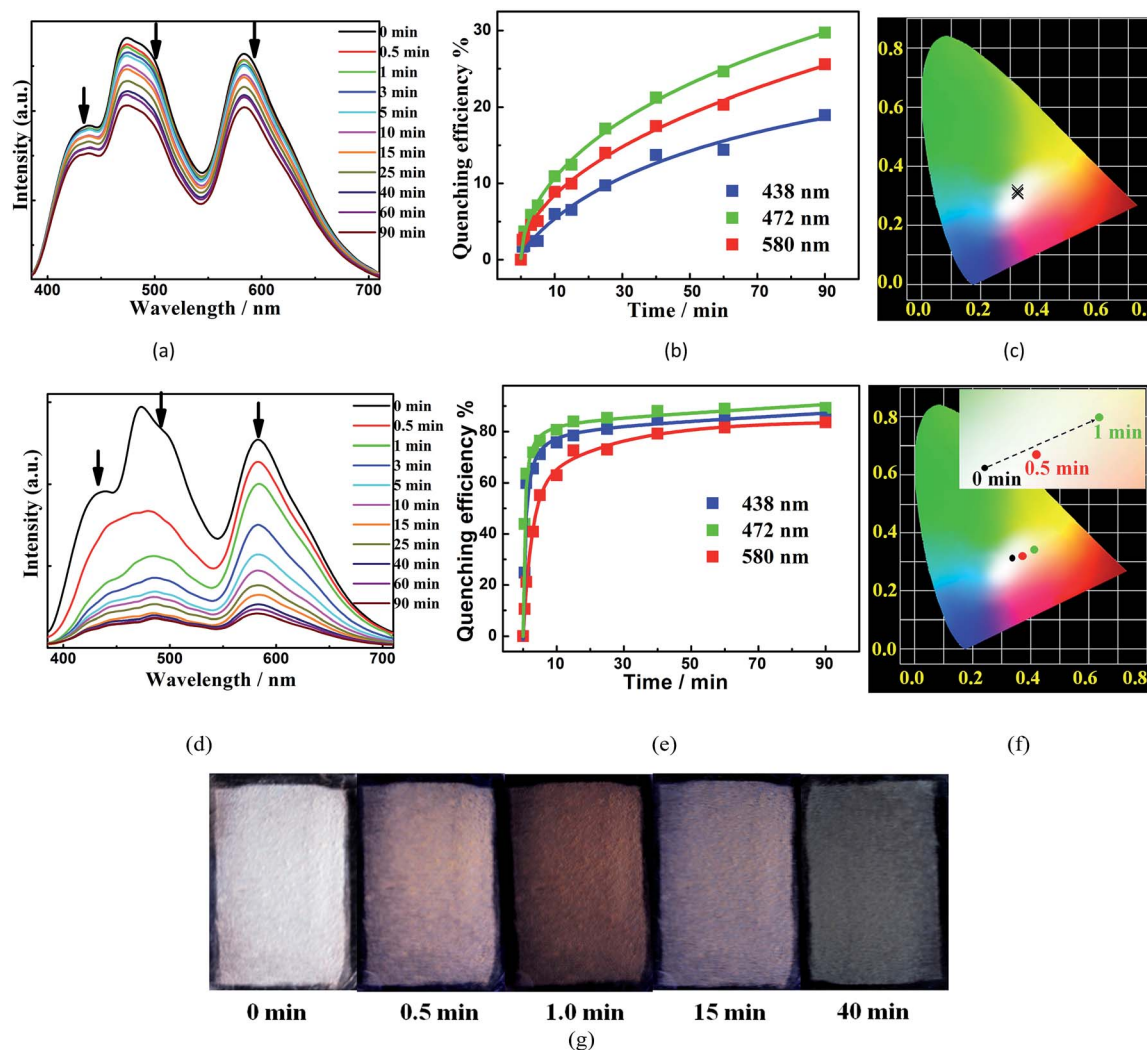 Intensity (a.u.)
0 min
0.5 min
1 min
3 min
5 min
10 min
15 min
25 min
40 min
60 min
90 min
400 500 600 700
Wavelength / nm
(a)
Quenching efficiency %
30
20
10
0
438 nm
472 nm
580 nm
10 30 50 70 90
Time / min
(b)
0.8
0.6
0.4
0.2
0.0
0.0 0.2 0.4 0.6
(c)
Intensity (a.u.)
0 min
0.5 min
1 min
3 min
5 min
10 min
15 min
25 min
40 min
60 min
90 min
400 500 600 700
Wavelength / nm
(d)
Quenching efficiency %
80
60
40
20
0
438 nm
472 nm
580 nm
10 30 50 70 90
Time / min
(e)
0.8
0.6
0.4
0.2
0.0
1 min
0.5 min
0 min
0.0 0.2 0.4 0.6 0.8
(f)
0 min 0.5 min 1.0 min 15 min 40 min
(g)